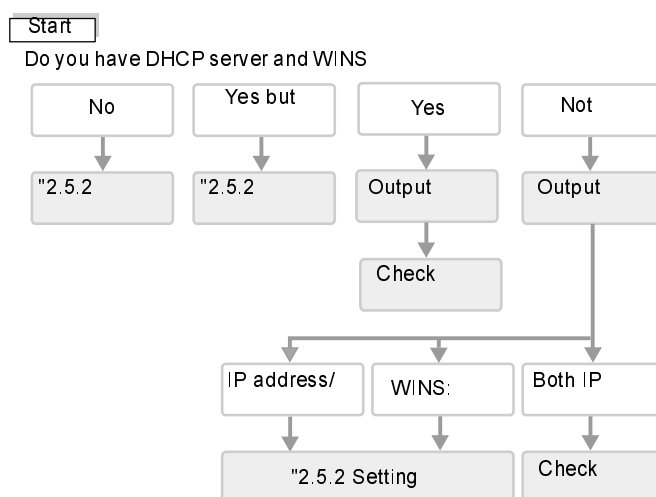 Start
Do you have DHCP server and WINS
No
Yes but
Yes
Not
"2.5.2
"2.5.2
Output
Output
Check
IP address/
WINS:
Both IP
"2.5.2 Setting
Check